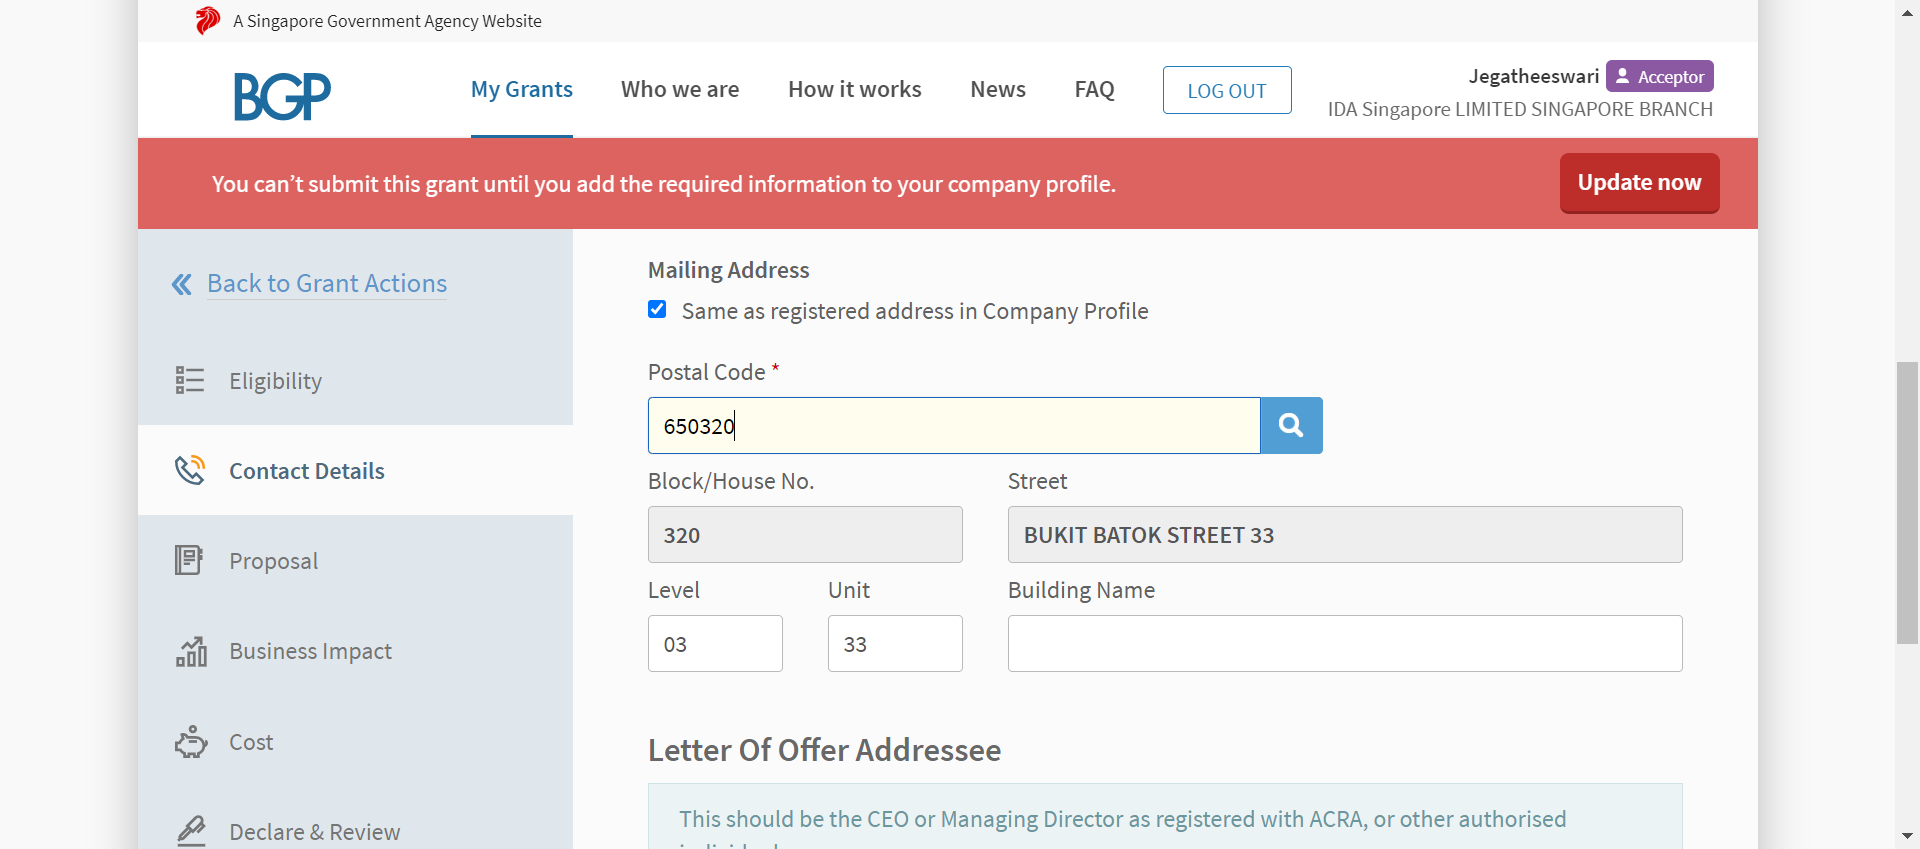 A Singapore Government Agency Website
BGP
My Grants
Who we are
How it works
News
FAQ
LOG OUT
Jegatheeswari
Acceptor
IDA Singapore LIMITED SINGAPORE BRANCH
You can’t submit this grant until you add the required information to your company profile.
Update now
Back to Grant Actions
Eligibility
Contact Details
Proposal
Business Impact
Cost
Declare & Review
Mailing Address
Same as registered address in Company Profile
Postal Code *
650320
Block/House No.
Street
320
BUKIT BATOK STREET 33
Level
Unit
Building Name
03
33
Letter Of Offer Addressee
This should be the CEO or Managing Director as registered with ACRA, or other authorised